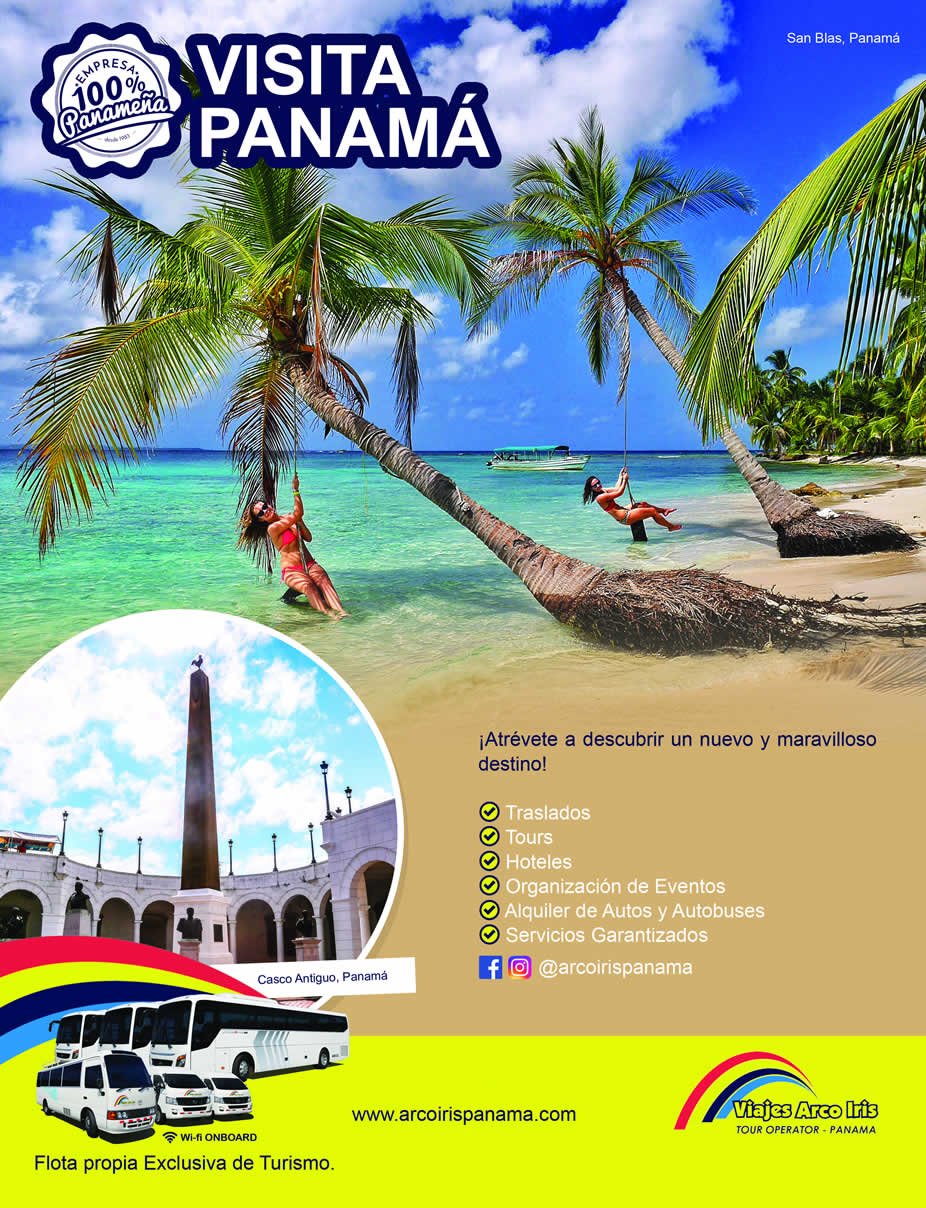 San Blas, Panamá
EMPRESA
100%
Panameña
desde 1983
VISITA
PANAMÁ
¡Atrévete a descubrir un nuevo y maravilloso
destino!
Traslados
Tours
Hoteles
Organización de Eventos
Alquiler de Autos y Autobuses
Servicios Garantizados
@arcoirispanama
Casco Antiguo, Panamá
Wi-fi ONBOARD
Flota propia Exclusiva de Turismo.
www.arcoirispanama.com
Viajes Arco Iris
TOUR OPERATOR - PANAMA